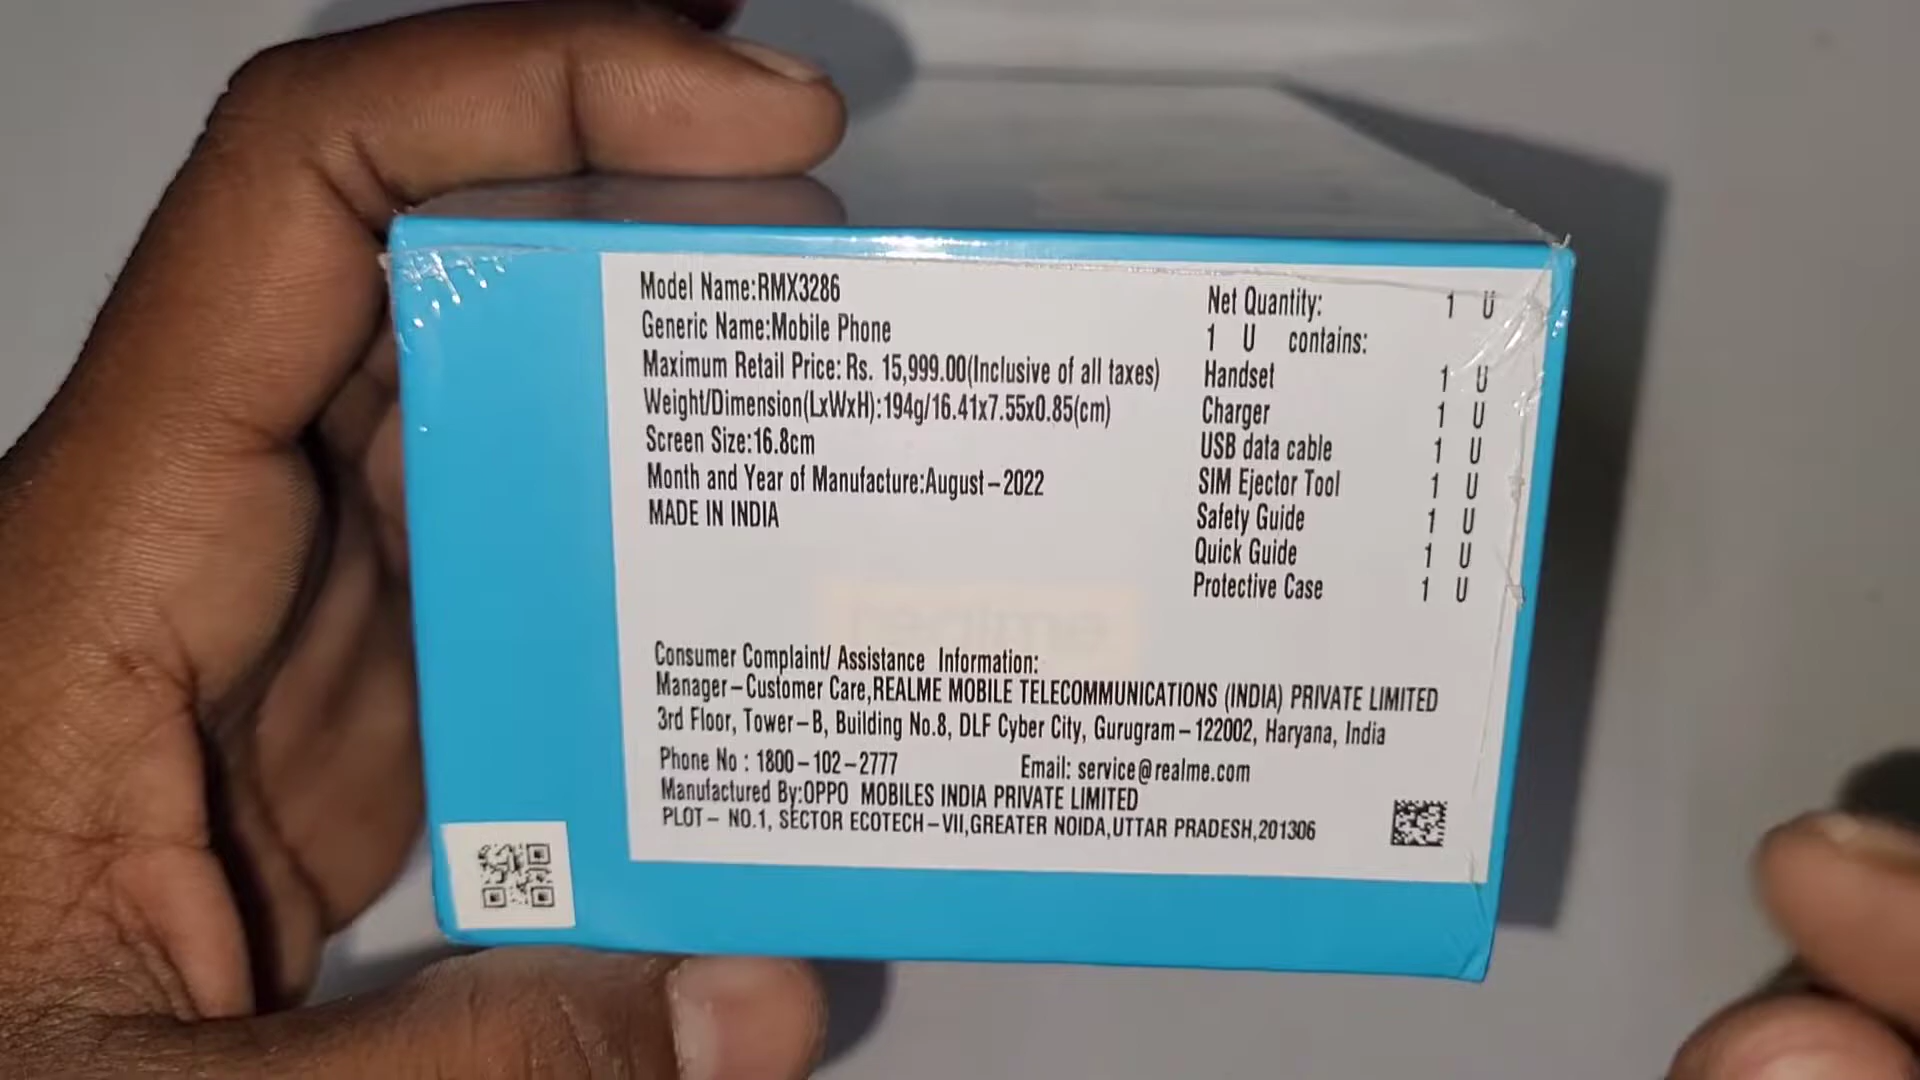 Model Name:RMX3286
Generic Name:Mobile Phone
Maximum Retail Price: Rs. 15,999.00(Inclusive of all taxes)
Weight/Dimension(LxWxH):194g/16.41x7.55x0.85(cm)
Screen Size:16.8cm
Month and Year of Manufacture:August-2022
MADE IN INDIA
Net Quantity: 1 U
1 U contains:
Handset 1 U
Charger 1 U
USB data cable 1 U
SIM Ejector Tool 1 U
Safety Guide 1 U
Quick Guide 1 U
Protective Case 1 U
Consumer Complaint/ Assistance Information:
Manager-Customer Care,REALME MOBILE TELECOMMUNICATIONS (INDIA) PRIVATE LIMITED
3rd Floor, Tower-B, Building No.8, DLF Cyber City, Gurugram-122002, Haryana, India
Phone No : 1800-102-2777 Email: service@realme.com
Manufactured By:OPPO MOBILES INDIA PRIVATE LIMITED
PLOT- NO.1, SECTOR ECOTECH-VII,GREATER NOIDA,UTTAR PRADESH,201306